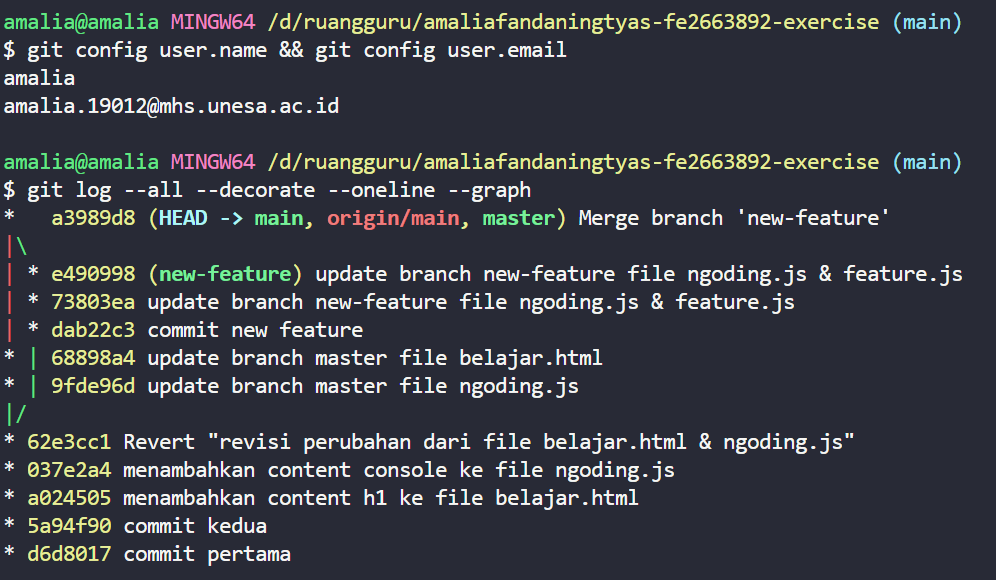 amalia@amalia MINGW64 /d/ruangguru/amaliafandaningtyas-fe2663892-exercise (main)
$ git config user.name && git config user.email
amalia
amalia.19012@mhs.unesa.ac.id

amalia@amalia MINGW64 /d/ruangguru/amaliafandaningtyas-fe2663892-exercise (main)
$ git log --all --decorate --oneline --graph
*   a3989d8 (HEAD -> main, origin/main, master) Merge branch 'new-feature'
|\
| * e490998 (new-feature) update branch new-feature file ngoding.js & feature.js
| * 73803ea update branch new-feature file ngoding.js & feature.js
| * dab22c3 commit new feature
* | 68898a4 update branch master file belajar.html
* | 9fde96d update branch master file ngoding.js
|/
* 62e3cc1 Revert "revisi perubahan dari file belajar.html & ngoding.js"
* 037e2a4 menambahkan content console ke file ngoding.js
* a024505 menambahkan content h1 ke file belajar.html
* 5a94f90 commit kedua
* d6d8017 commit pertama